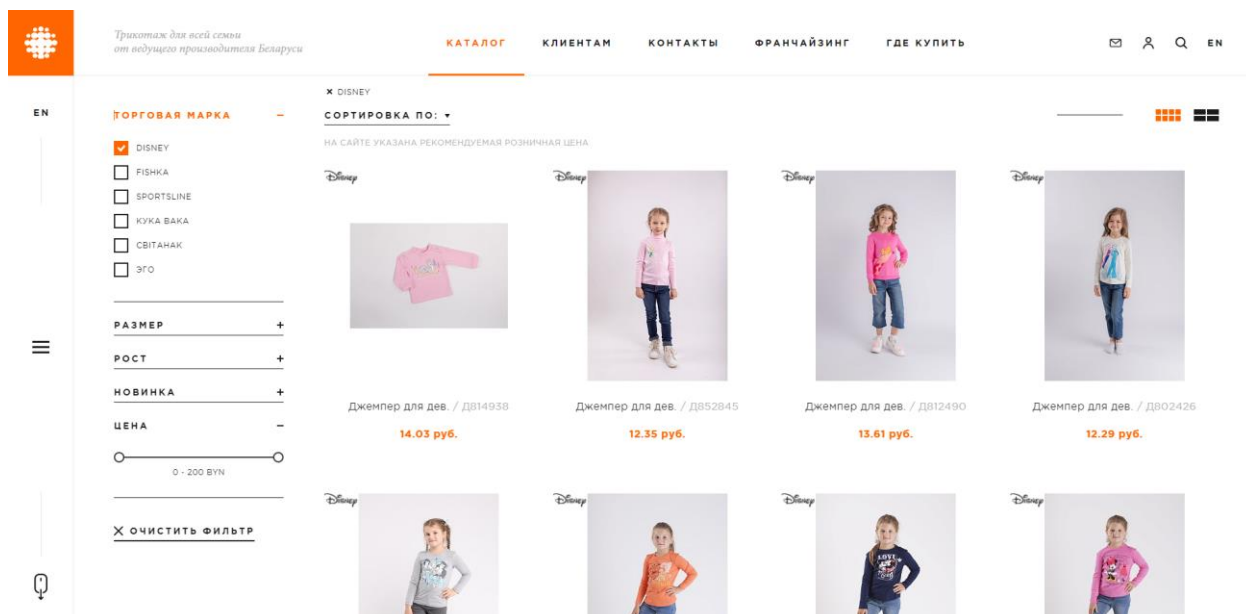 Трикотаж для всей семьи
от ведущего производителя Беларуси
КАТАЛОГ КЛИЕНТАМ КОНТАКТЫ ФРАНЧАЙЗИНГ ГДЕ КУПИТЬ EN
EN
ТОРГОВАЯ МАРКА −
DISNEY
FISHKA
SPORTSLINE
КУКА ВАКА
СВІТАНАК
ЭГО
РАЗМЕР +
РОСТ +
НОВИНКА +
ЦЕНА −
0 - 200 BYN
ОЧИСТИТЬ ФИЛЬТР
× DISNEY
СОРТИРОВКА ПО:
НА САЙТЕ УКАЗАНА РЕКОМЕНДУЕМАЯ РОЗНИЧНАЯ ЦЕНА
Disney Disney Disney Disney
Джемпер для дев. / Д814938 Джемпер для дев. / Д852845 Джемпер для дев. / Д812490 Джемпер для дев. / Д802426
14.03 руб. 12.35 руб. 13.61 руб. 12.29 руб.
Disney Disney Disney Disney
LOVE